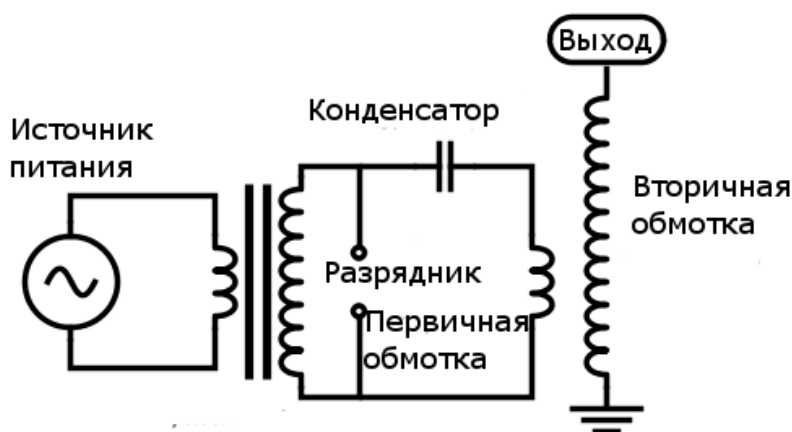 Выход
Конденсатор
Источник
питания
Вторичная
обмотка
Разрядник
Первичная
обмотка